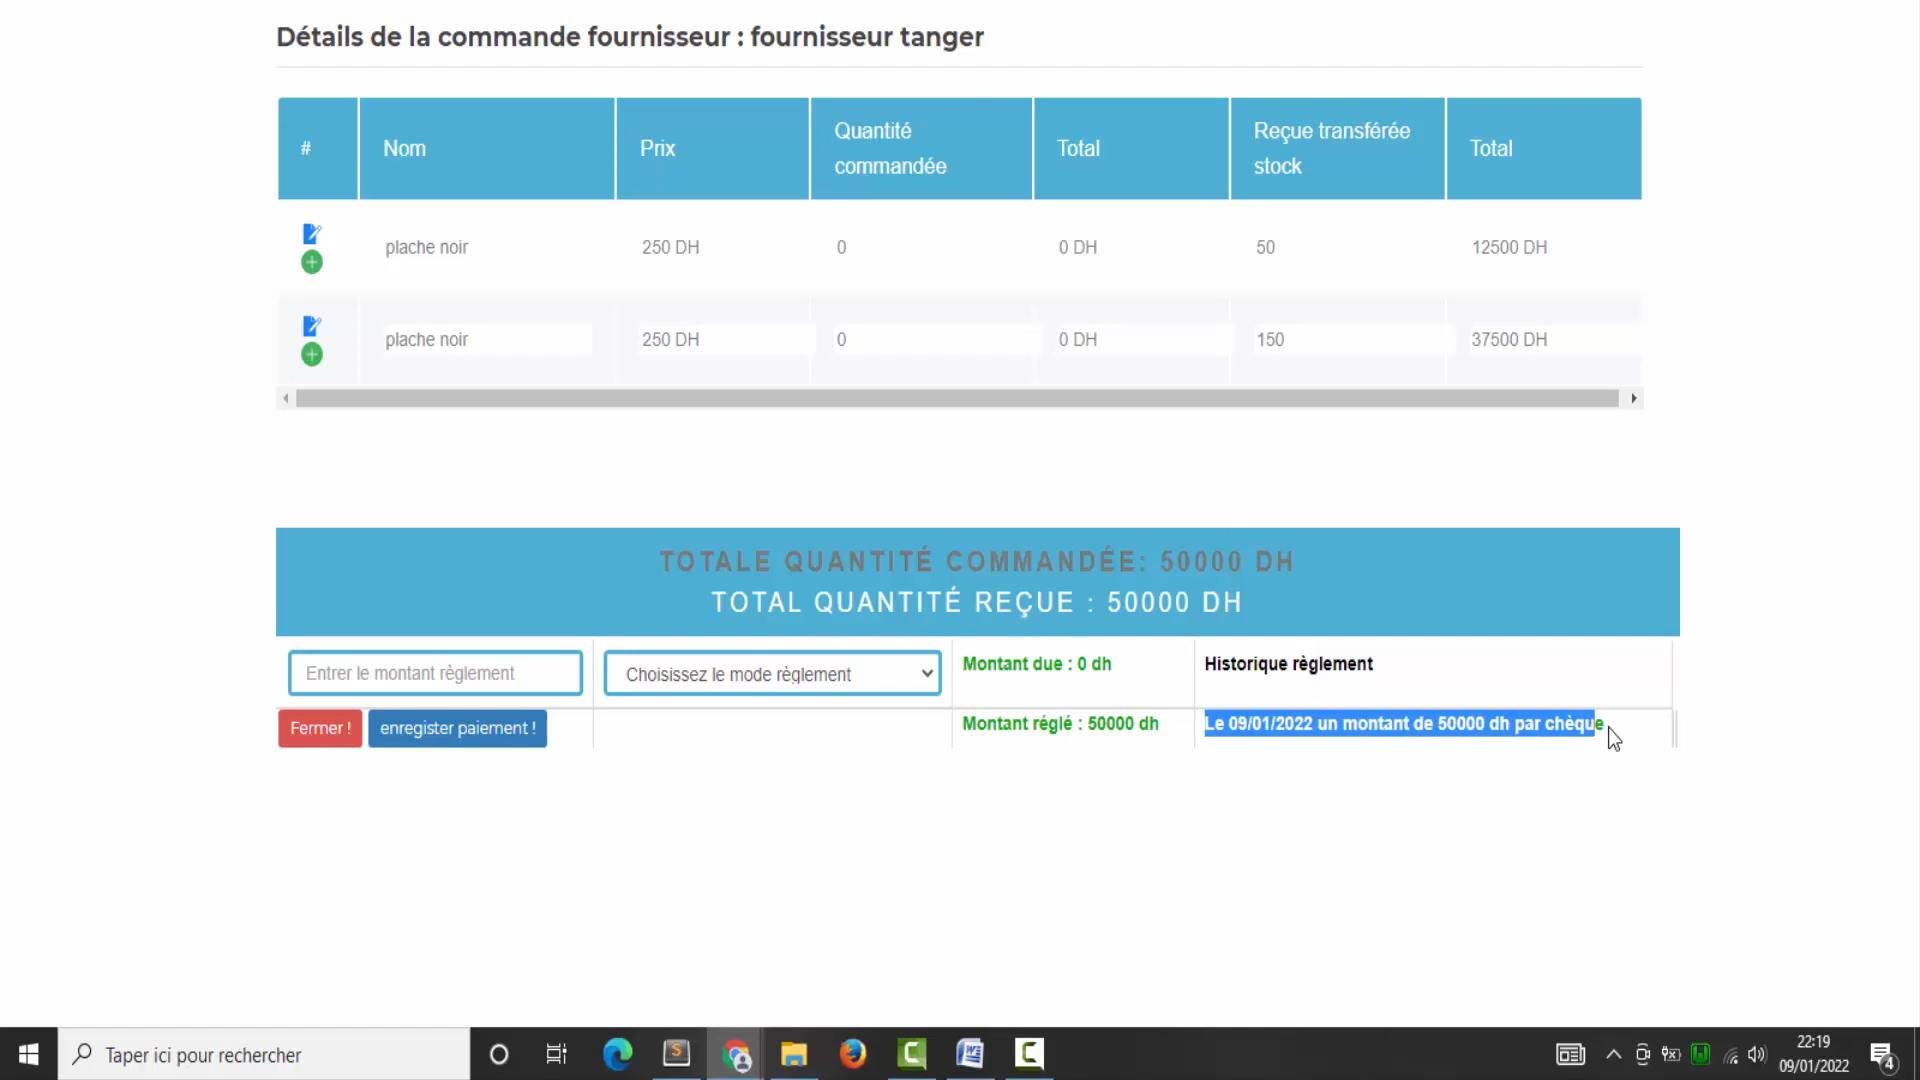 Détails de la commande fournisseur : fournisseur tanger
# Nom Prix Quantité commandée Total Reçue transférée stock Total
plache noir 250 DH 0 0 DH 50 12500 DH
plache noir 250 DH 0 0 DH 150 37500 DH
TOTALE QUANTITÉ COMMANDÉE: 50000 DH
TOTAL QUANTITÉ REÇUE : 50000 DH
Entrer le montant règlement Choisissez le mode règlement Montant due : 0 dh Historique règlement
Fermer ! enregister paiement ! Montant réglé : 50000 dh Le 09/01/2022 un montant de 50000 dh par chèque
Taper ici pour rechercher
22:19
09/01/2022
4